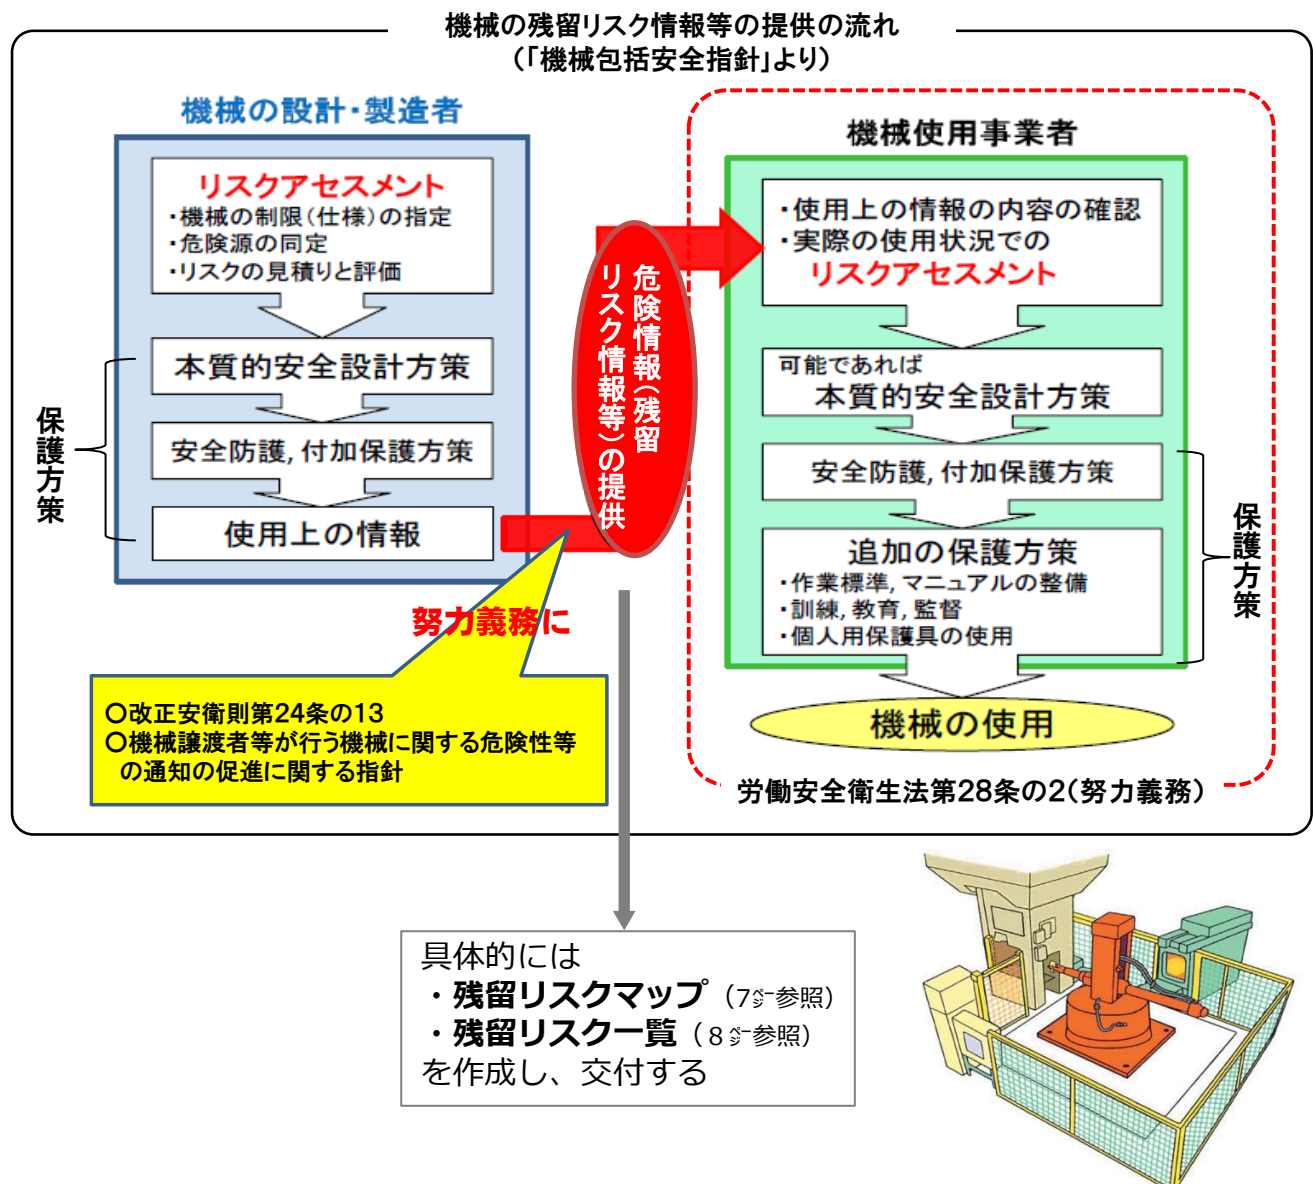 機械の残留リスク情報等の提供の流れ
(「機械包括安全指針」より)
機械の設計・製造者
リスクアセスメント
・機械の制限(仕様)の指定
・危険源の同定
・リスクの見積りと評価
本質的安全設計方策
安全防護, 付加保護方策
使用上の情報
保護方策
危険情報(残留
リスク情報等)の提供
努力義務に
○改正安衛則第24条の13
○機械譲渡者等が行う機械に関する危険性等
の通知の促進に関する指針
機械使用事業者
・使用上の情報の内容の確認
・実際の使用状況での
リスクアセスメント
可能であれば
本質的安全設計方策
安全防護, 付加保護方策
追加の保護方策
・作業標準, マニュアルの整備
・訓練, 教育, 監督
・個人用保護具の使用
保護方策
機械の使用
労働安全衛生法第28条の2(努力義務)
具体的には
・残留リスクマップ (7㌻参照)
・残留リスク一覧 (8㌻参照)
を作成し、交付する